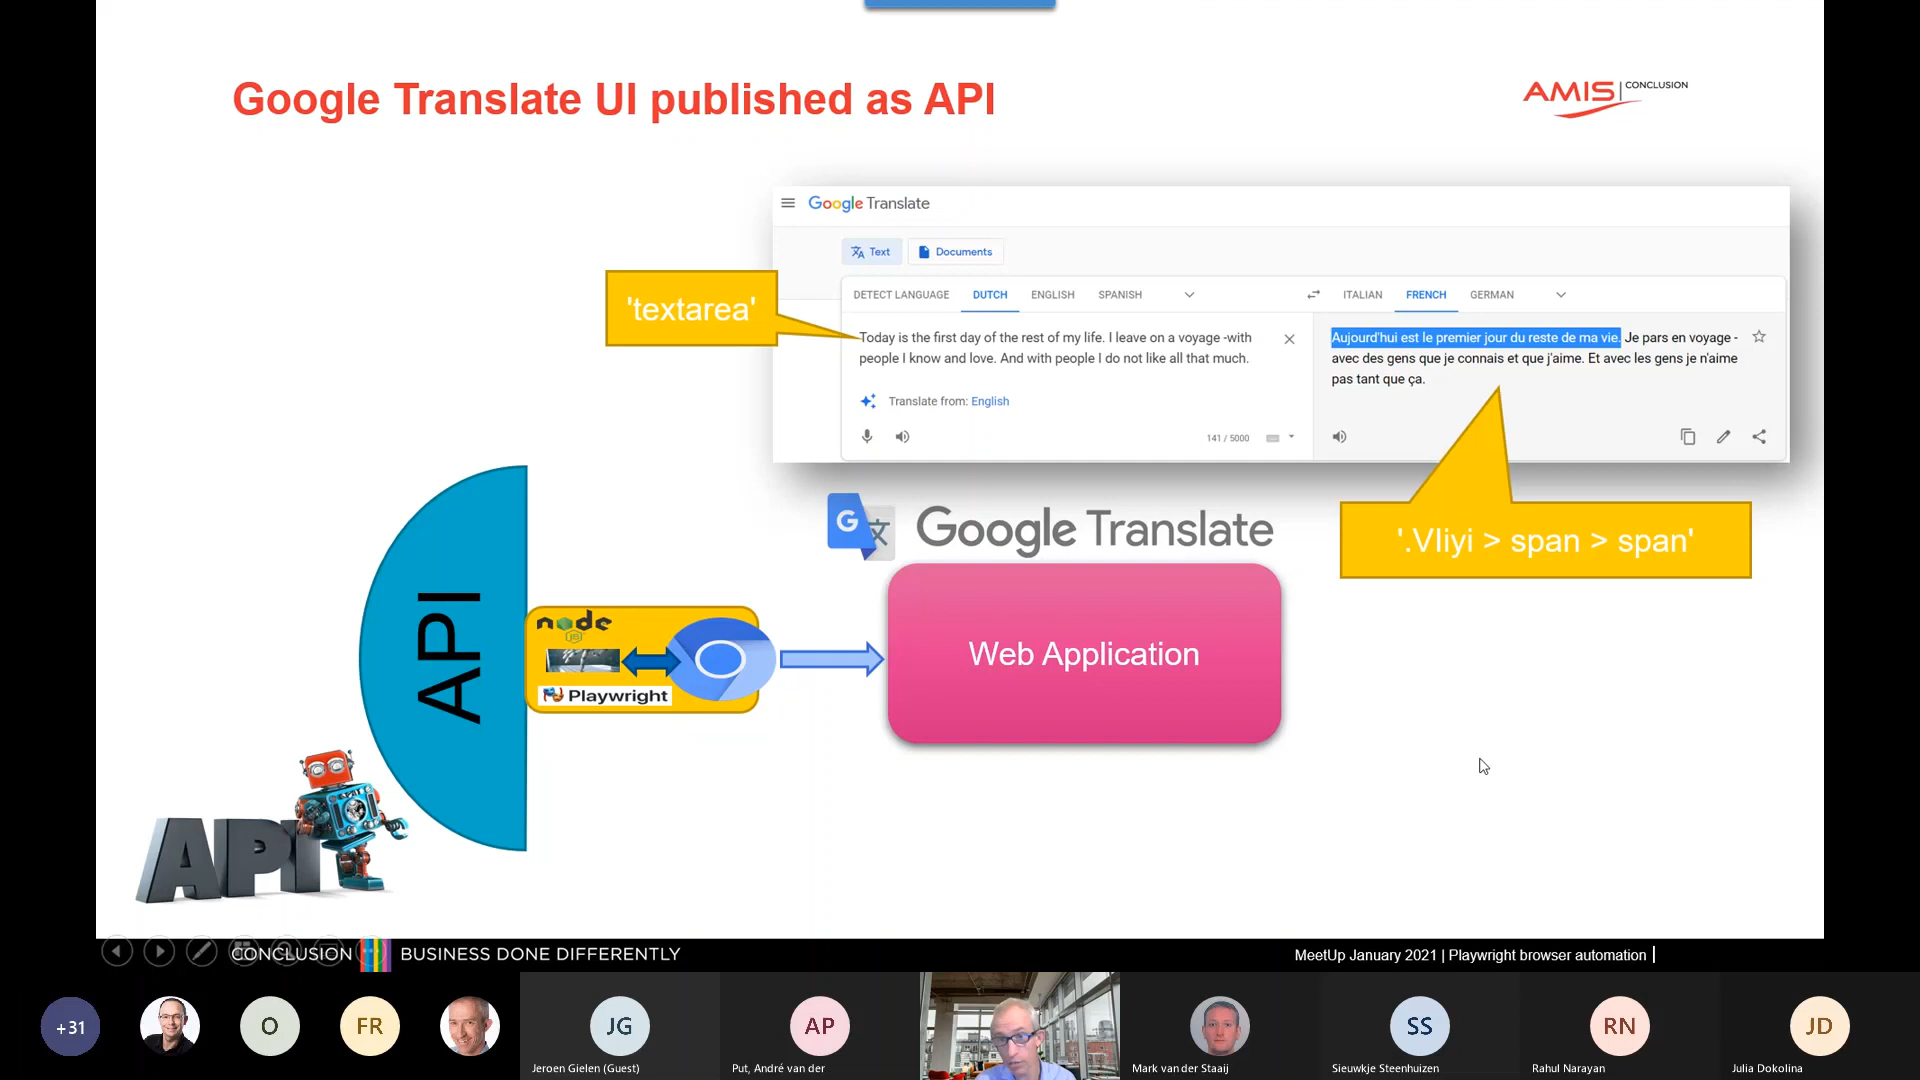 Google Translate UI published as API
AMIS CONCLUSION
Google Translate
Text
Documents
'textarea'
DETECT LANGUAGE DUTCH ENGLISH SPANISH
ITALIAN FRENCH GERMAN
Today is the first day of the rest of my life. I leave on a voyage -with
people I know and love. And with people I do not like all that much.
Aujourd'hui est le premier jour du reste de ma vie. Je pars en voyage -
avec des gens que je connais et que j'aime. Et avec les gens je n'aime
pas tant que ça.
Translate from: English
141 / 5000
G 文
Google Translate
'.VIiyi > span > span'
API
node
JS
Playwright
Web Application
API
CONCLUSION BUSINESS DONE DIFFERENTLY
MeetUp January 2021 | Playwright browser automation |
+31
O
FR
JG
AP
SS
RN
JD
Jeroen Gielen (Guest)
Put, André van der
Mark van der Staaij
Sieuwkje Steenhuizen
Rahul Narayan
Julia Dokolina